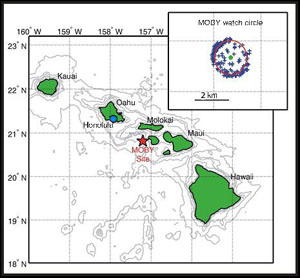 160° W 159° W 158° W 157° W 156° W 155° W
MOBY watch circle
2 km
23° N
22° N
21° N
20° N
19° N
18° N
Kauai
Oahu
Honolulu
Molokai
Maui
MOBY
Site
Hawaii